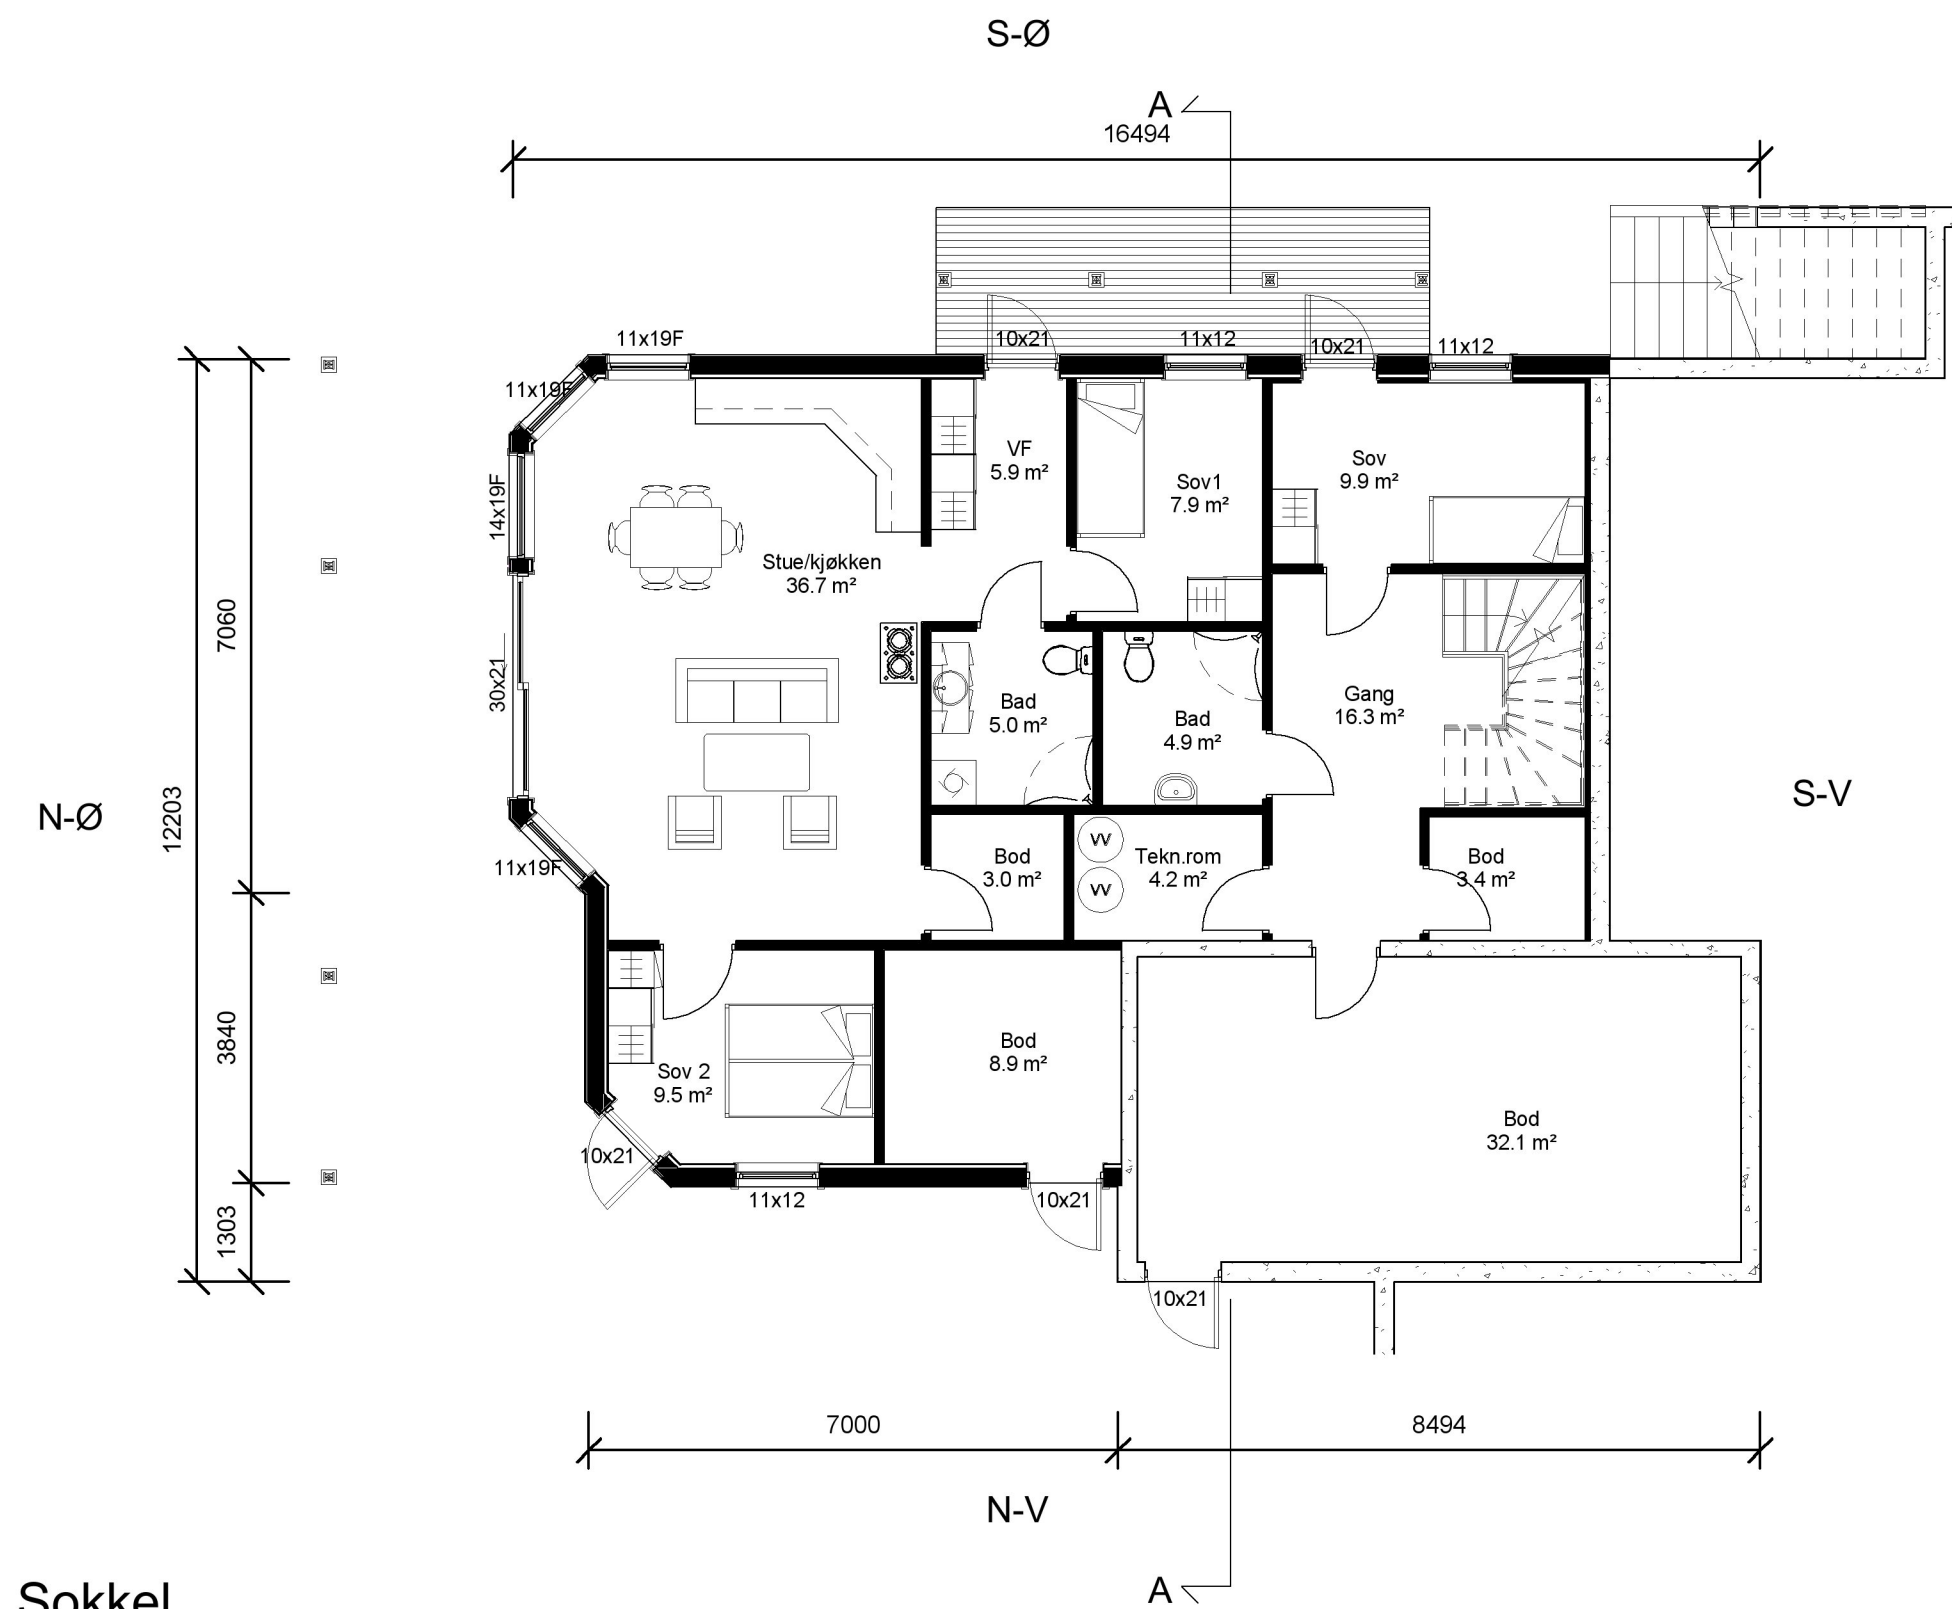 S-Ø
A
16494
11x19F
10x21
11x12
10x21
11x12
11x19F
14x19F
VF
5.9 m²
Sov1
7.9 m²
Sov
9.9 m²
Stue/kjøkken
36.7 m²
7060
30x21
Bad
5.0 m²
Bad
4.9 m²
Gang
16.3 m²
N-Ø
S-V
12203
11x19F
Bod
3.0 m²
VV
VV
Tekn.rom
4.2 m²
Bod
3.4 m²
3840
Sov 2
9.5 m²
Bod
8.9 m²
Bod
32.1 m²
10x21
11x12
10x21
1303
10x21
7000
8494
N-V
A
Sokkel